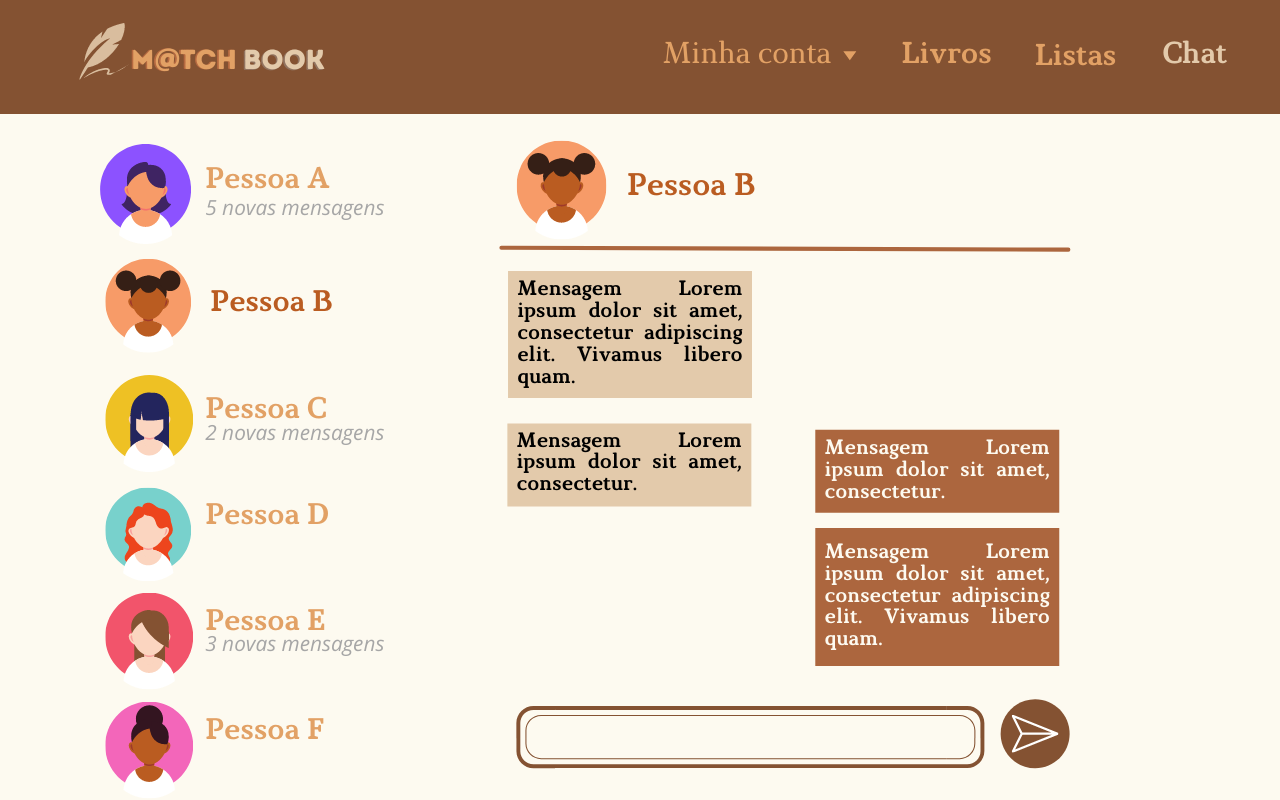 M@TCH BOOK
Minha conta ▼
Livros
Listas
Chat
Pessoa A
5 novas mensagens
Pessoa B
Pessoa C
2 novas mensagens
Pessoa D
Pessoa E
3 novas mensagens
Pessoa F
Pessoa B
Mensagem Lorem
ipsum dolor sit amet,
consectetur adipiscing
elit. Vivamus libero
quam.
Mensagem Lorem
ipsum dolor sit amet,
consectetur.
Mensagem Lorem
ipsum dolor sit amet,
consectetur.
Mensagem Lorem
ipsum dolor sit amet,
consectetur adipiscing
elit. Vivamus libero
quam.